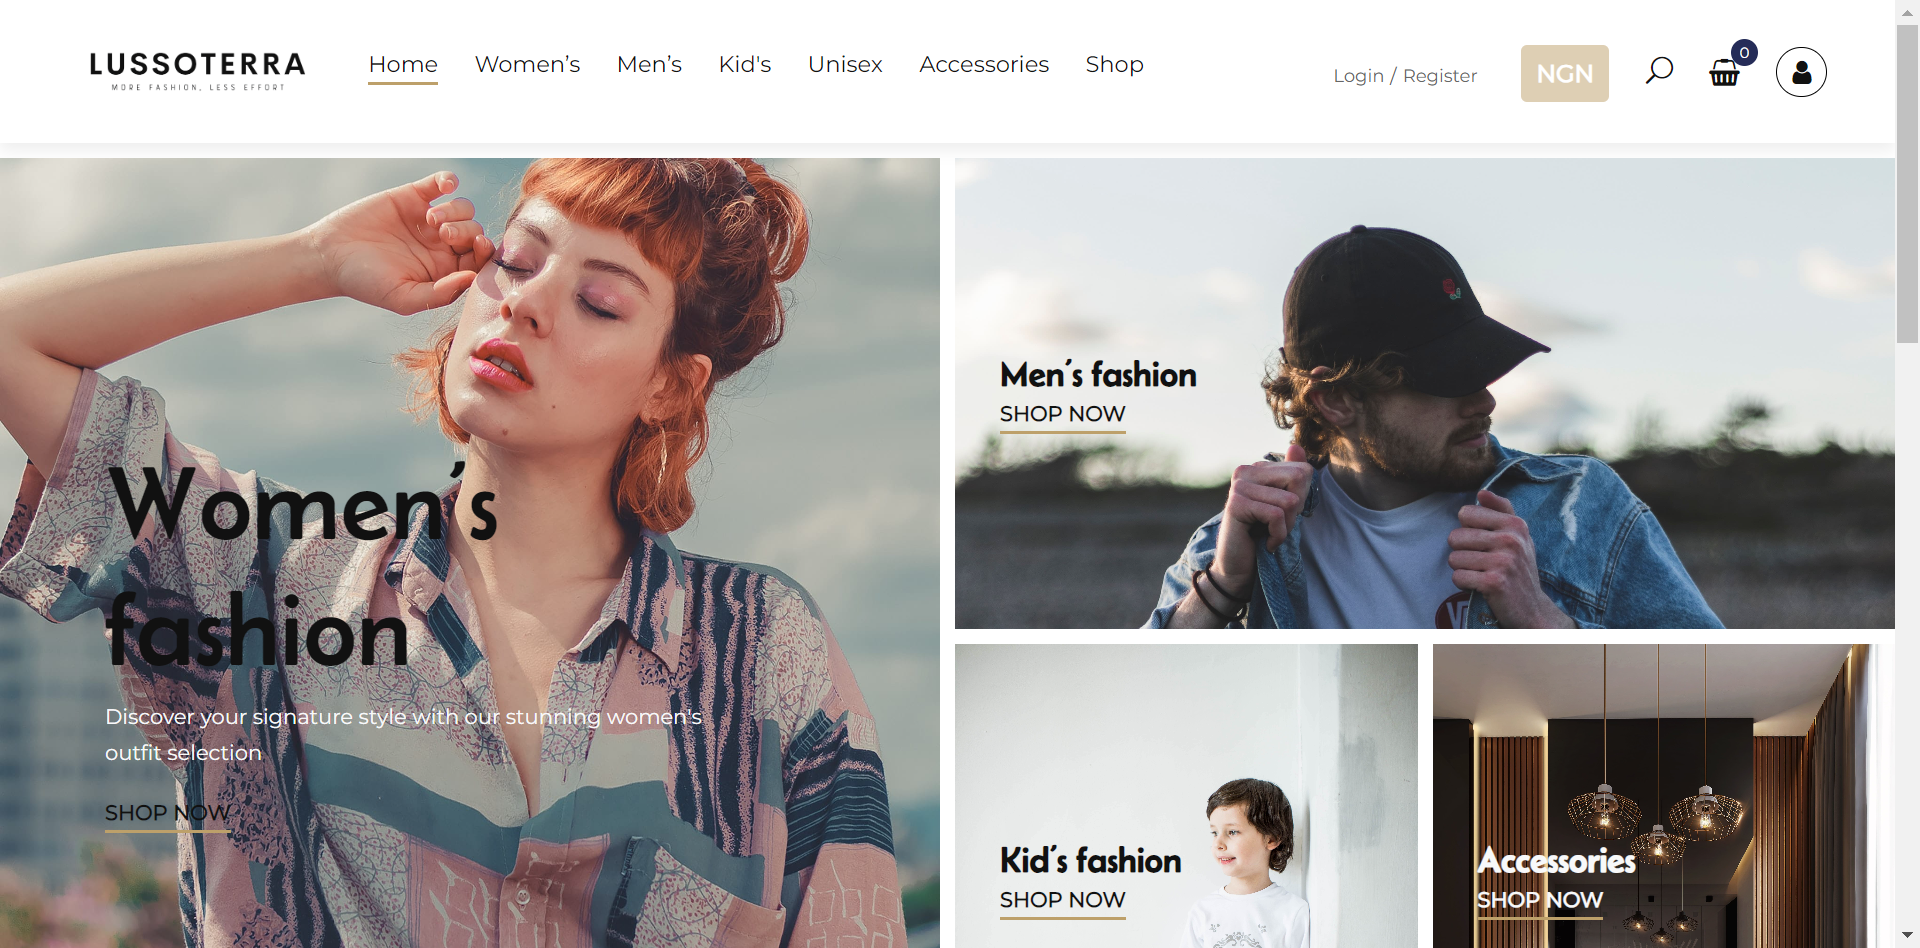 LUSSOTERRA
MORE FASHION, LESS EFFORT
Home Women’s Men’s Kid's Unisex Accessories Shop
Login / Register
NGN
0
Women’s
fashion
Discover your signature style with our stunning women's
outfit selection
SHOP NOW
Men’s fashion
SHOP NOW
Kid’s fashion
SHOP NOW
Accessories
SHOP NOW